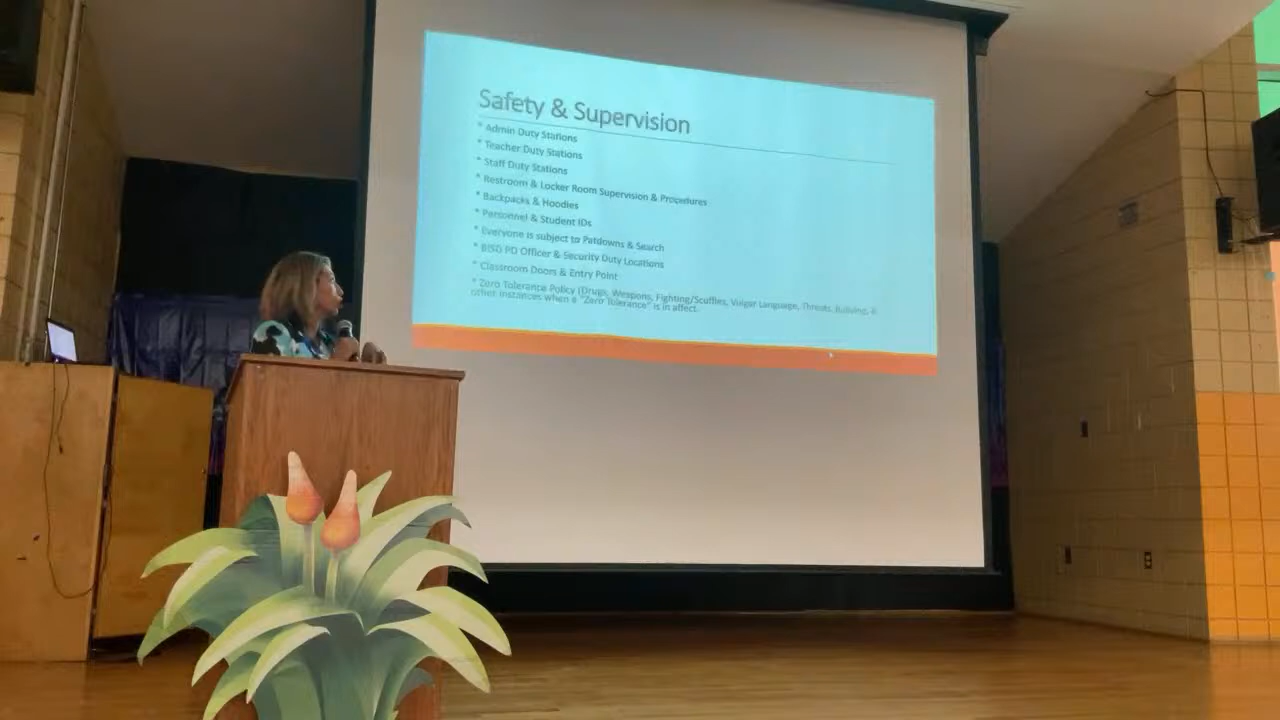 Safety & Supervision
* Admin Duty Stations
* Teacher Duty Stations
* Staff Duty Stations
* Restroom & Locker Room Supervision & Procedures
* Backpacks & Hoodies
* Personnel & Student IDs
* Everyone is subject to Patdowns & Search
* BISD PD Officer & Security Duty Locations
* Classroom Doors & Entry Point
* Zero Tolerance Policy (Drugs, Weapons, Fighting/Scuffles, Vulgar Language, Threats, Bullying, &
other instances when a "Zero Tolerance" is in affect.